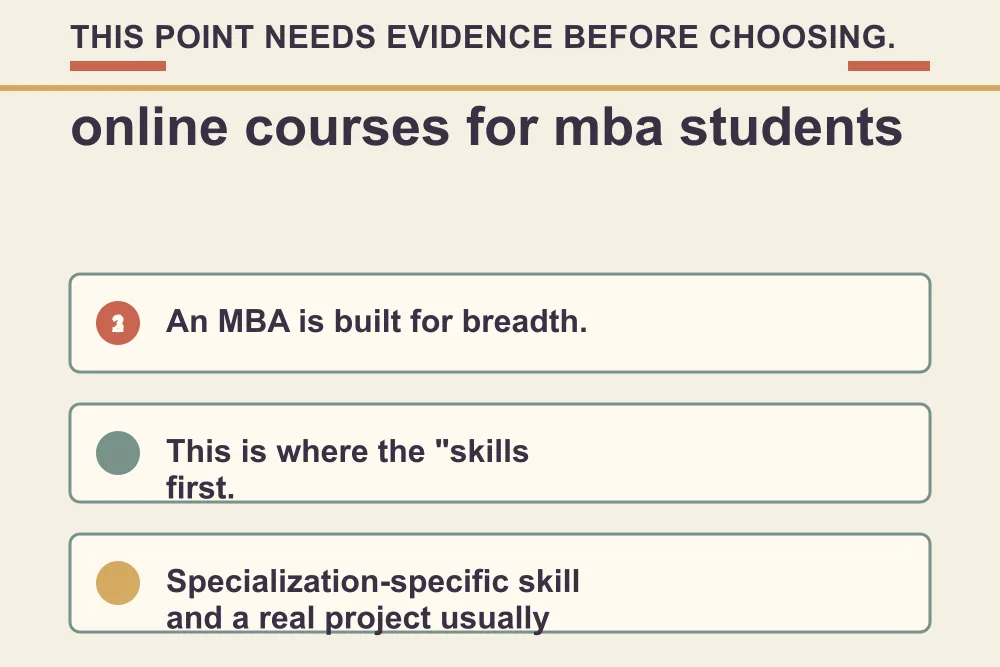 THIS POINT NEEDS EVIDENCE BEFORE CHOOSING.
online courses for mba students
An MBA is built for breadth.
This is where the "skills
first.
Specialization-specific skill
and a real project usually